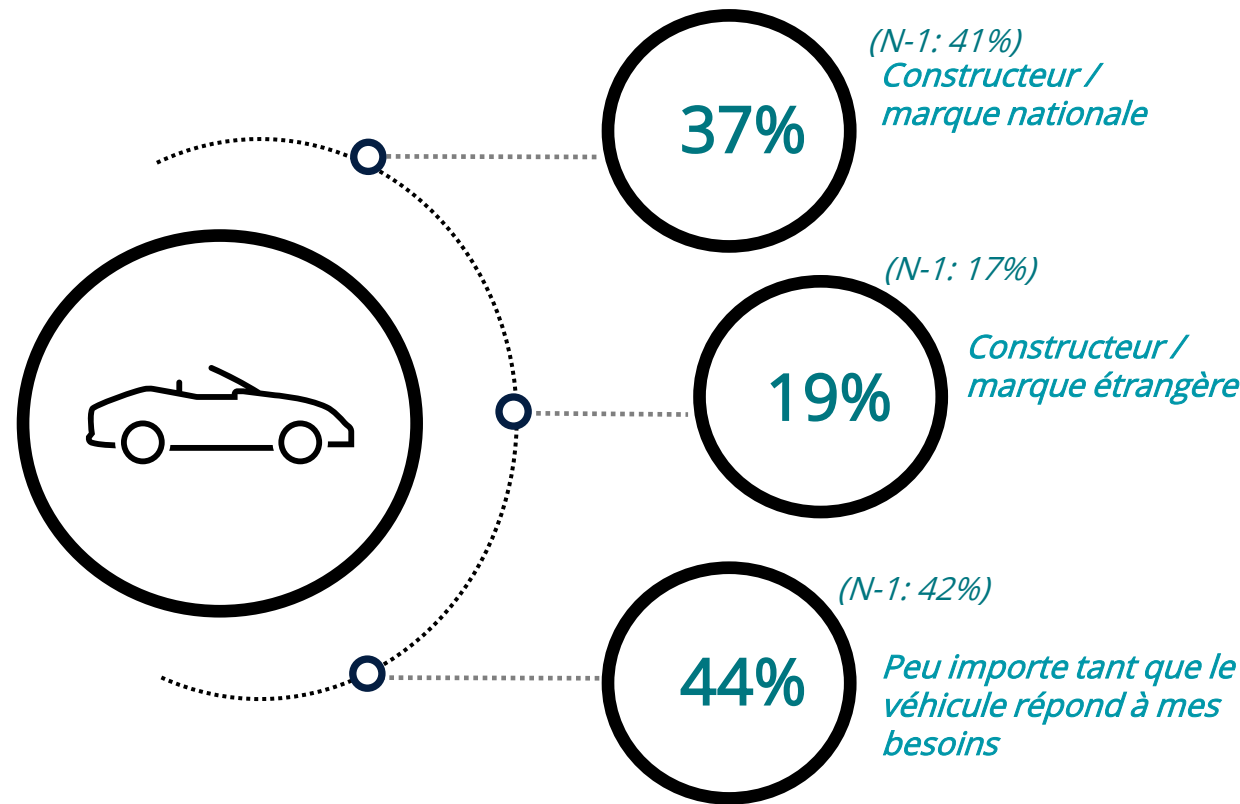 (N-1: 41%)
Constructeur /
marque nationale
37%
(N-1: 17%)
Constructeur /
marque étrangère
19%
(N-1: 42%)
Peu importe tant que le
véhicule répond à mes
besoins
44%